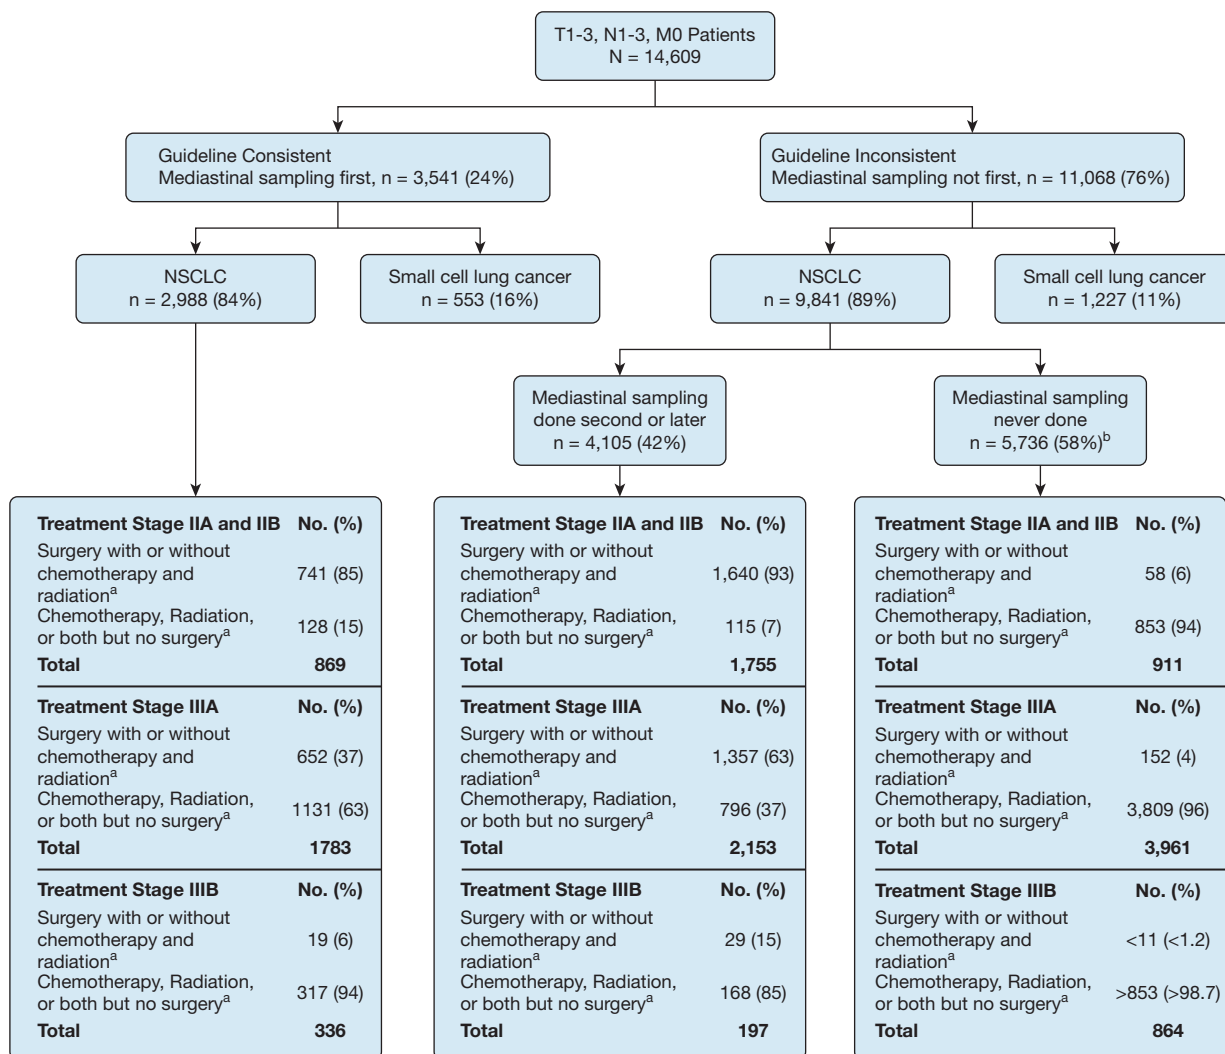 T1-3, N1-3, M0 Patients
N = 14,609
Guideline Consistent
Mediastinal sampling first, n = 3,541 (24%)
Guideline Inconsistent
Mediastinal sampling not first, n = 11,068 (76%)
NSCLC
n = 2,988 (84%)
Small cell lung cancer
n = 553 (16%)
NSCLC
n = 9,841 (89%)
Small cell lung cancer
n = 1,227 (11%)
Mediastinal sampling
done second or later
n = 4,105 (42%)
Mediastinal sampling
never done
n = 5,736 (58%)b
Treatment Stage IIA and IIB No. (%)
Surgery with or without
chemotherapy and 741 (85)
radiationa
Chemotherapy, Radiation,
or both but no surgerya 128 (15)
Total 869
Treatment Stage IIIA No. (%)
Surgery with or without
chemotherapy and 652 (37)
radiationa
Chemotherapy, Radiation,
or both but no surgerya 1131 (63)
Total 1783
Treatment Stage IIIB No. (%)
Surgery with or without
chemotherapy and 19 (6)
radiationa
Chemotherapy, Radiation,
or both but no surgerya 317 (94)
Total 336
Treatment Stage IIA and IIB No. (%)
Surgery with or without
chemotherapy and 1,640 (93)
radiationa
Chemotherapy, Radiation,
or both but no surgerya 115 (7)
Total 1,755
Treatment Stage IIIA No. (%)
Surgery with or without
chemotherapy and 1,357 (63)
radiationa
Chemotherapy, Radiation,
or both but no surgerya 796 (37)
Total 2,153
Treatment Stage IIIB No. (%)
Surgery with or without
chemotherapy and 29 (15)
radiationa
Chemotherapy, Radiation,
or both but no surgerya 168 (85)
Total 197
Treatment Stage IIA and IIB No. (%)
Surgery with or without
chemotherapy and 58 (6)
radiationa
Chemotherapy, Radiation,
or both but no surgerya 853 (94)
Total 911
Treatment Stage IIIA No. (%)
Surgery with or without
chemotherapy and 152 (4)
radiationa
Chemotherapy, Radiation,
or both but no surgerya 3,809 (96)
Total 3,961
Treatment Stage IIIB No. (%)
Surgery with or without
chemotherapy and <11 (<1.2)
radiationa
Chemotherapy, Radiation,
or both but no surgerya >853 (>98.7)
Total 864